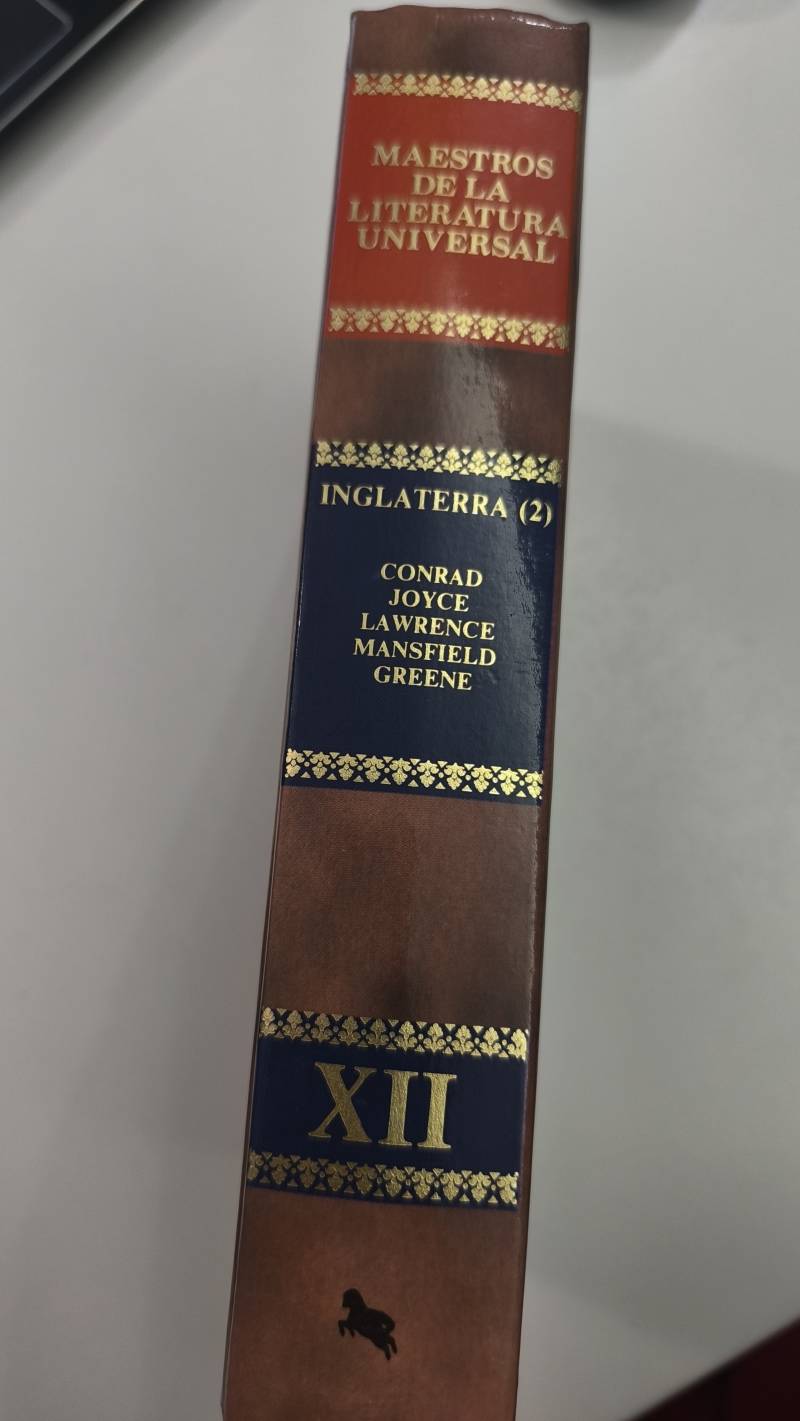 MAESTROS
DE LA
LITERATURA
UNIVERSAL
INGLATERRA (2)
CONRAD
JOYCE
LAWRENCE
MANSFIELD
GREENE
XII